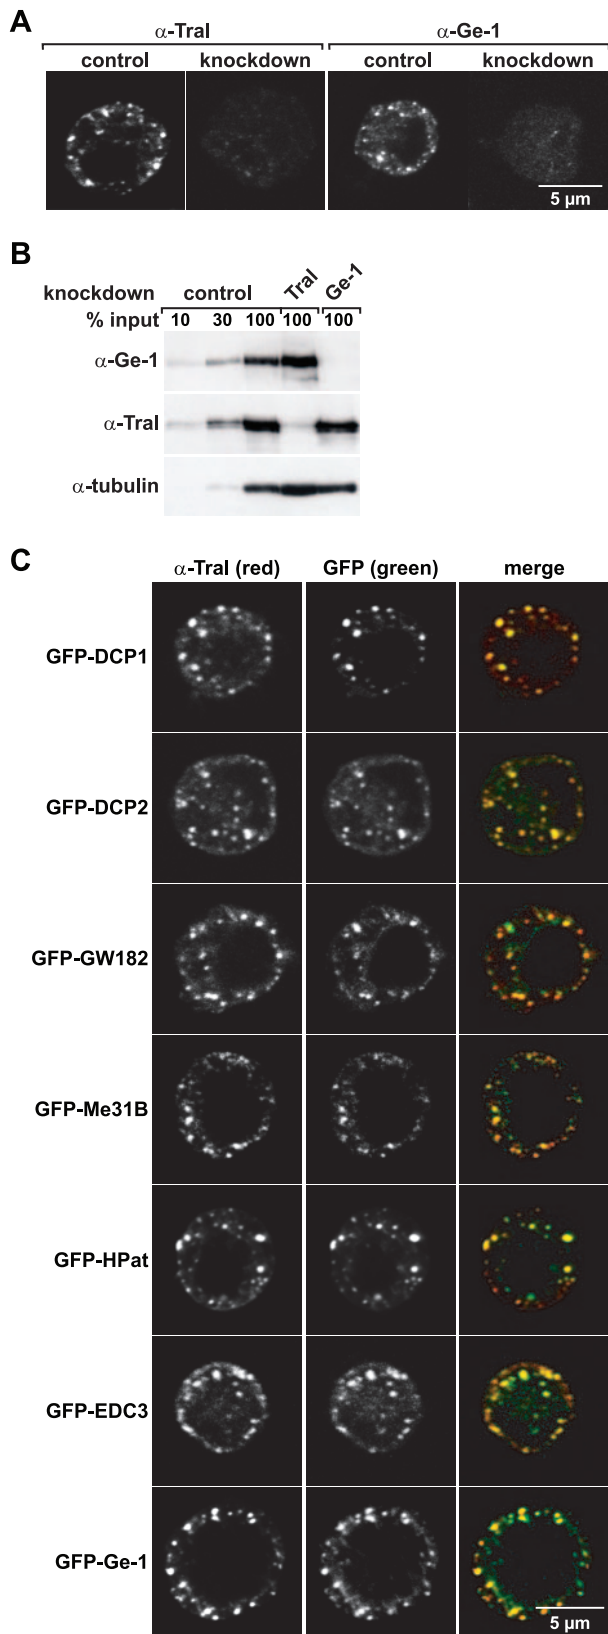 A
α-Tral α-Ge-1
control knockdown control knockdown
5 µm
B
knockdown control Tral Ge-1
% input 10 30 100 100 100
α-Ge-1
α-Tral
α-tubulin
C
α-Tral (red) GFP (green) merge
GFP-DCP1
GFP-DCP2
GFP-GW182
GFP-Me31B
GFP-HPat
GFP-EDC3
GFP-Ge-1
5 µm